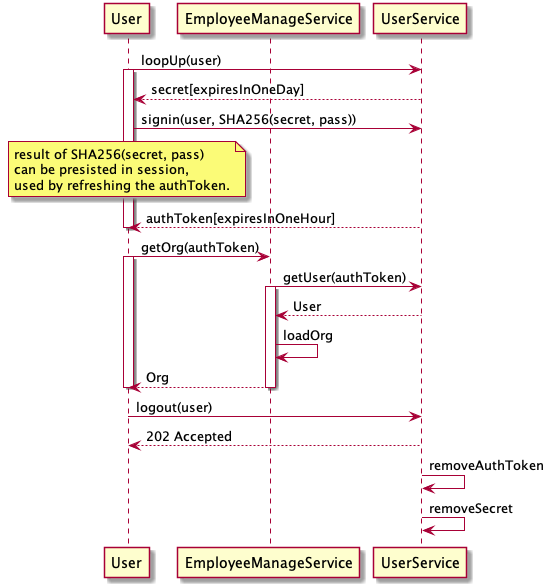 User
EmployeeManageService
UserService
loopUp(user)
secret[expiresInOneDay]
signin(user, SHA256(secret, pass))
result of SHA256(secret, pass)
can be presisted in session,
used by refreshing the authToken.
authToken[expiresInOneHour]
getOrg(authToken)
getUser(authToken)
User
loadOrg
Org
logout(user)
202 Accepted
removeAuthToken
removeSecret
User
EmployeeManageService
UserService